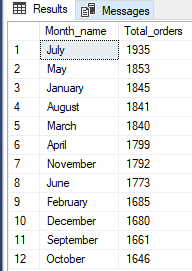 Results Messages
Month_name Total_orders
1 July 1935
2 May 1853
3 January 1845
4 August 1841
5 March 1840
6 April 1799
7 November 1792
8 June 1773
9 February 1685
10 December 1680
11 September 1661
12 October 1646